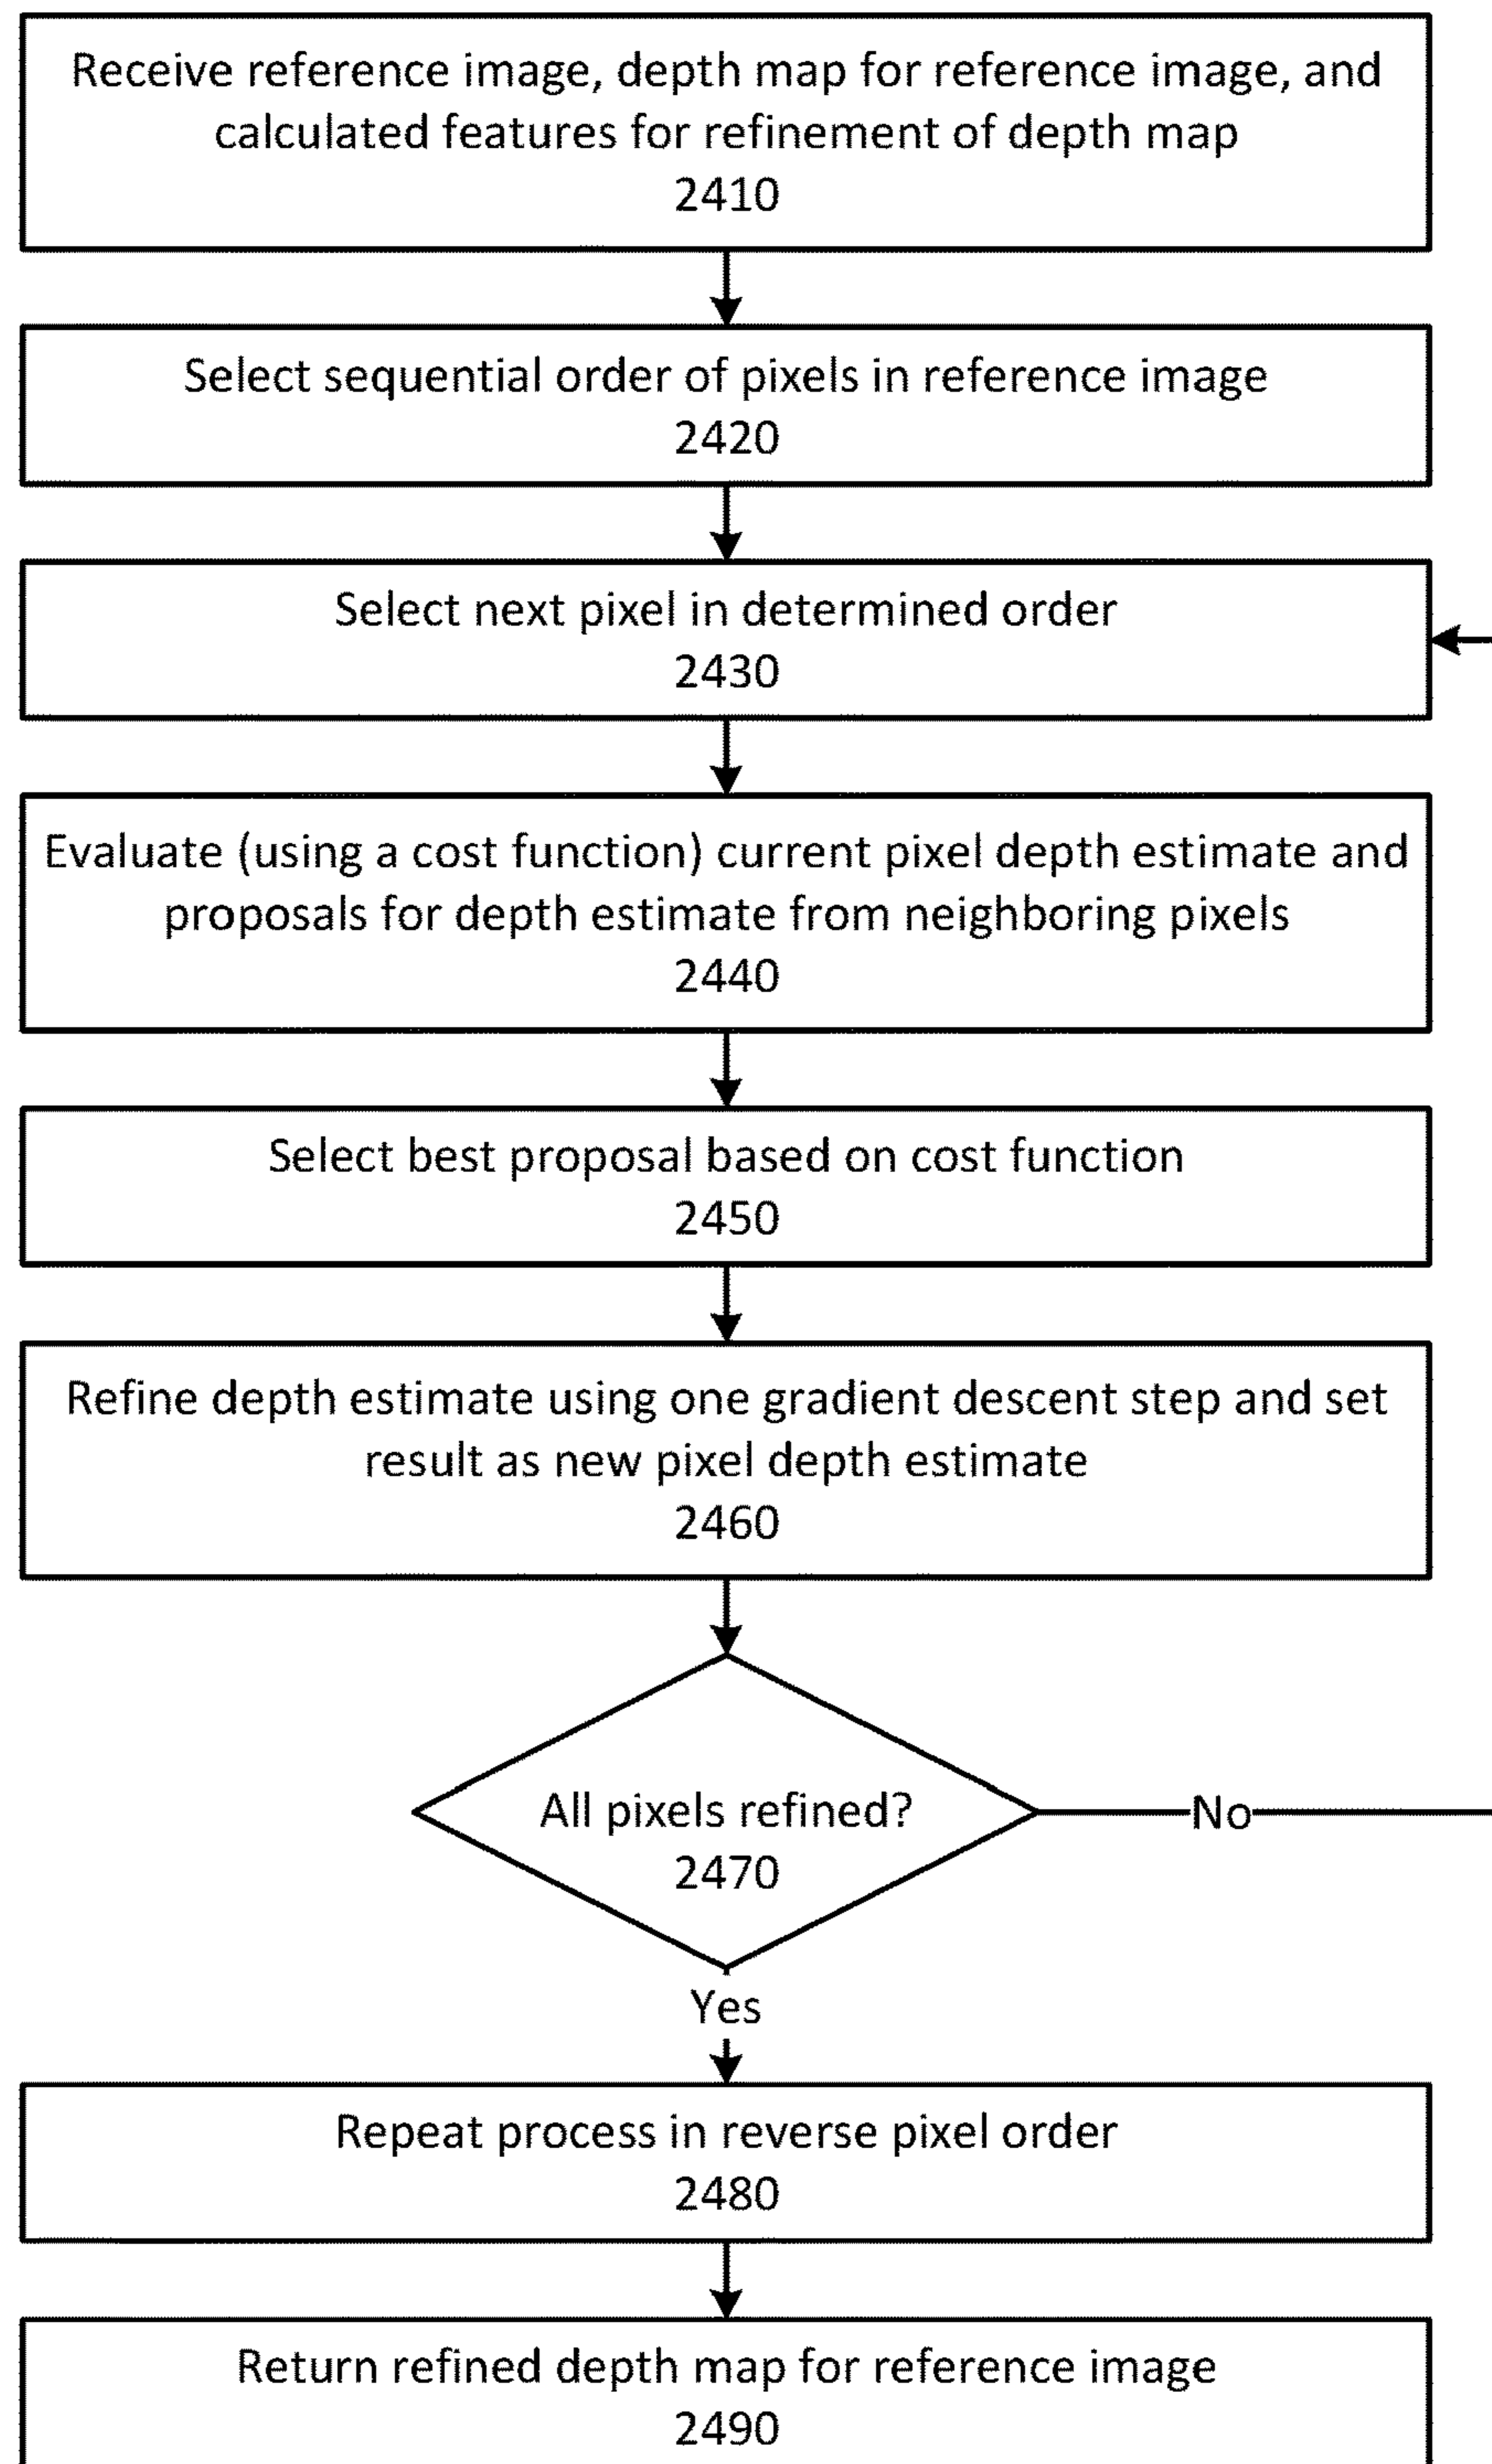 Receive reference image, depth map for reference image, and
calculated features for refinement of depth map
2410
Select sequential order of pixels in reference image
2420
Select next pixel in determined order
2430
Evaluate (using a cost function) current pixel depth estimate and
proposals for depth estimate from neighboring pixels
2440
Select best proposal based on cost function
2450
Refine depth estimate using one gradient descent step and set
result as new pixel depth estimate
2460
All pixels refined?
2470
No
Yes
Repeat process in reverse pixel order
2480
Return refined depth map for reference image
2490